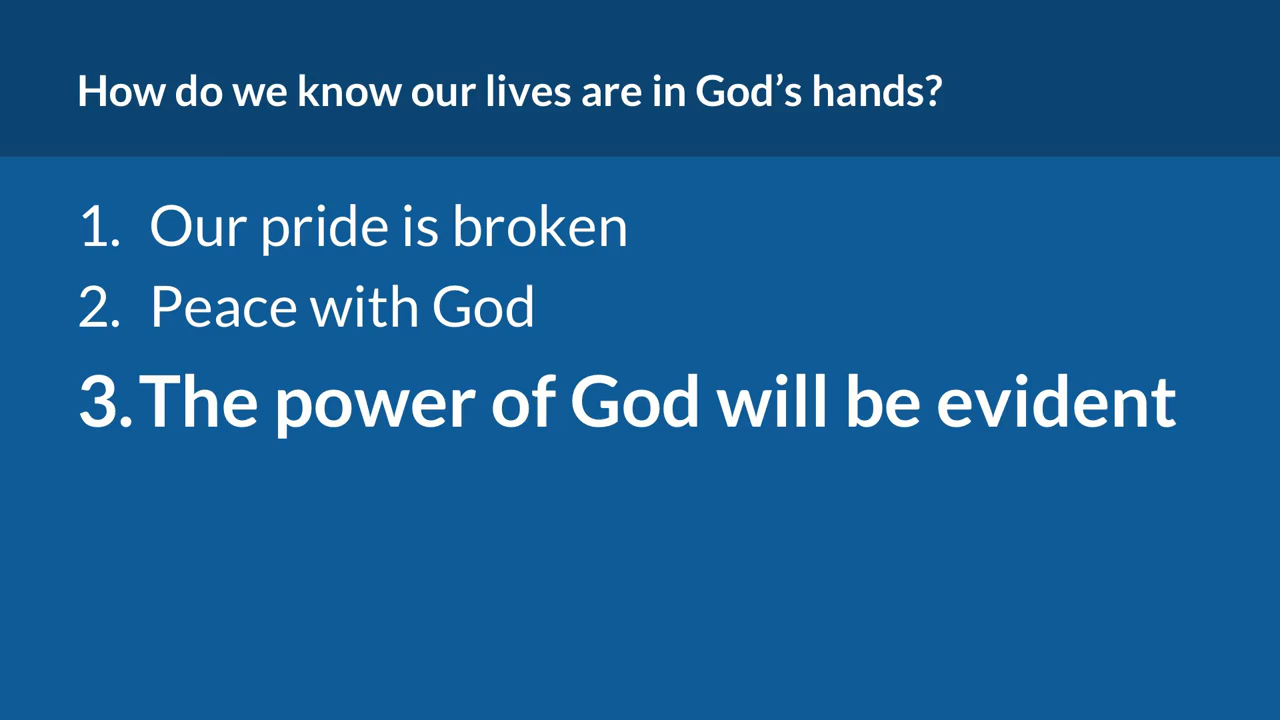 How do we know our lives are in God’s hands?
1. Our pride is broken
2. Peace with God
3. The power of God will be evident